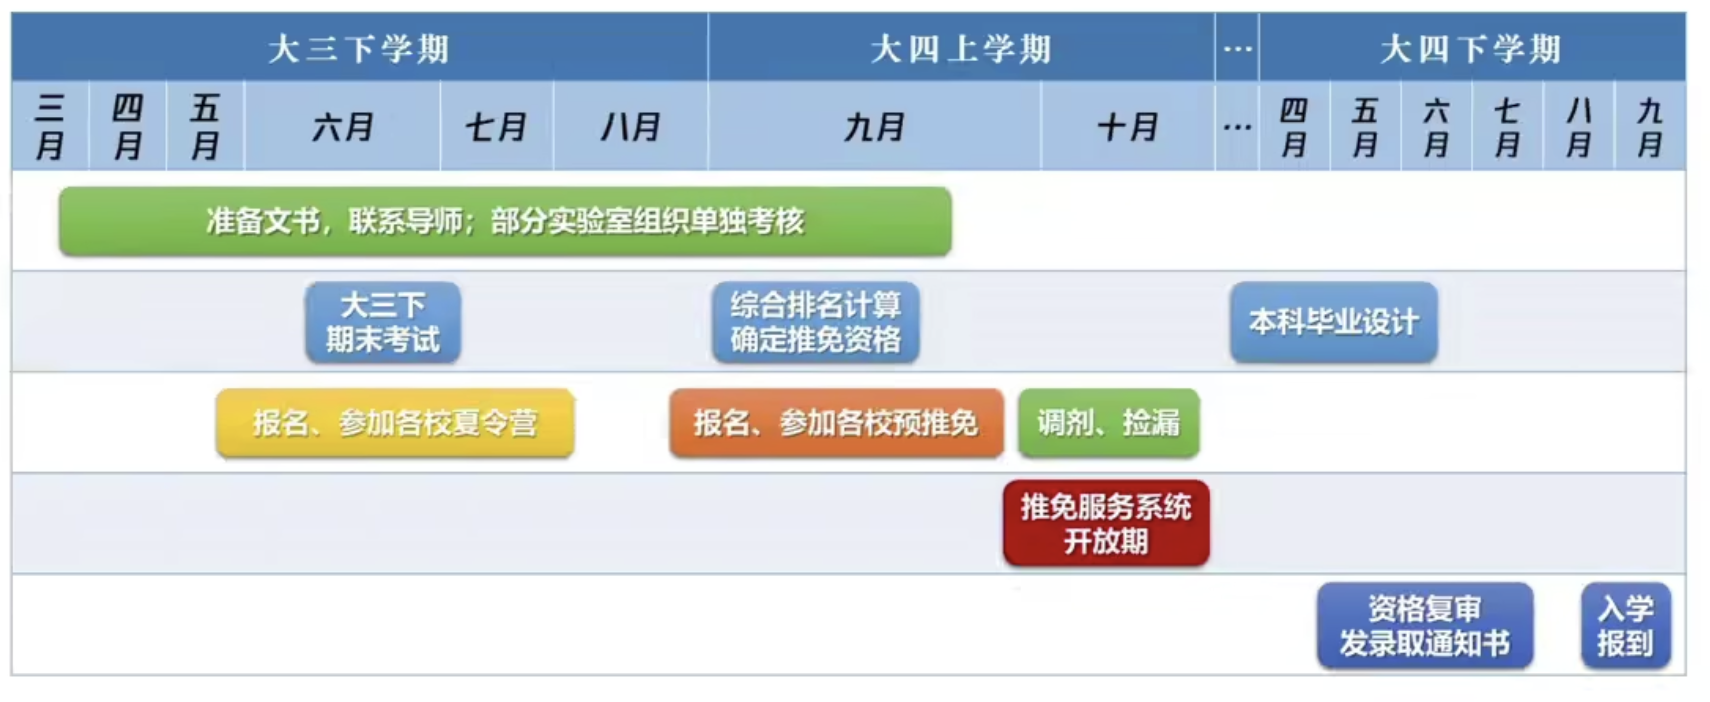 大三下学期 大四上学期 … 大四下学期
三月 四月 五月 六月 七月 八月 九月 十月 … 四月 五月 六月 七月 八月 九月
准备文书，联系导师；部分实验室组织单独考核
大三下
期末考试
综合排名计算
确定推免资格
本科毕业设计
报名、参加各校夏令营
报名、参加各校预推免
调剂、捡漏
推免服务系统
开放期
资格复审
发录取通知书
入学
报到